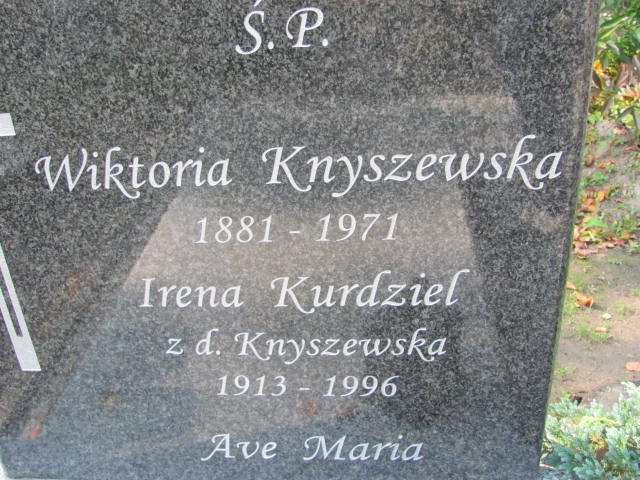 Ś.P.
Wiktoria Knyszewska
1881 - 1971
Irena Kurdziel
z d. Knyszewska
1913 - 1996
Ave Maria